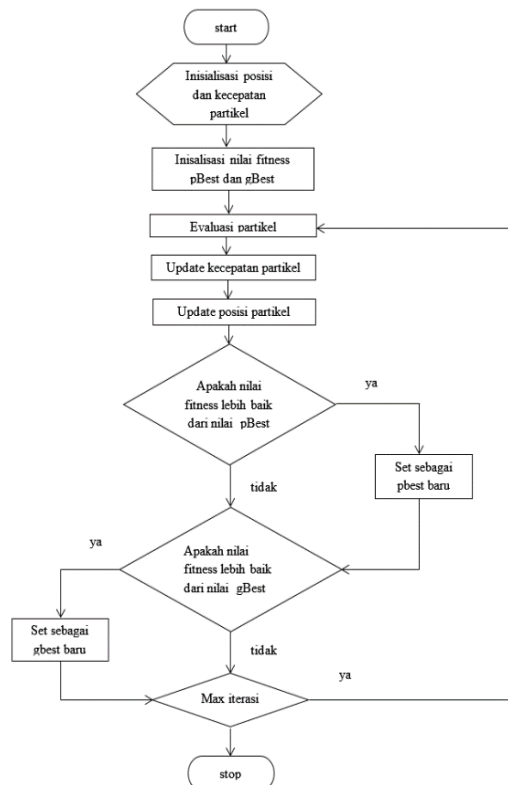 start
Inisialisasi posisi
dan kecepatan
partikel
Inisalisasi nilai fitness
pBest dan gBest
Evaluasi partikel
Update kecepatan partikel
Update posisi partikel
Apakah nilai
fitness lebih baik
dari nilai pBest
ya
Set sebagai
pbest baru
tidak
Apakah nilai
fitness lebih baik
dari nilai gBest
ya
Set sebagai
gbest baru
tidak
Max iterasi
ya
stop